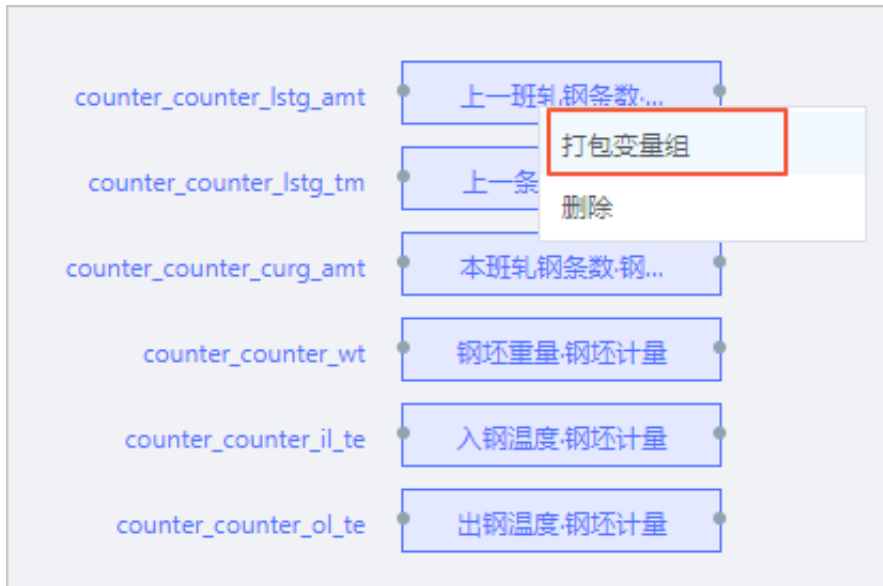 counter_counter_lstg_amt 上一班轧钢条数·...
打包变量组
counter_counter_lstg_tm 上一条
删除
counter_counter_curg_amt 本班轧钢条数·钢...
counter_counter_wt 钢坯重量·钢坯计量
counter_counter_il_te 入钢温度·钢坯计量
counter_counter_ol_te 出钢温度·钢坯计量